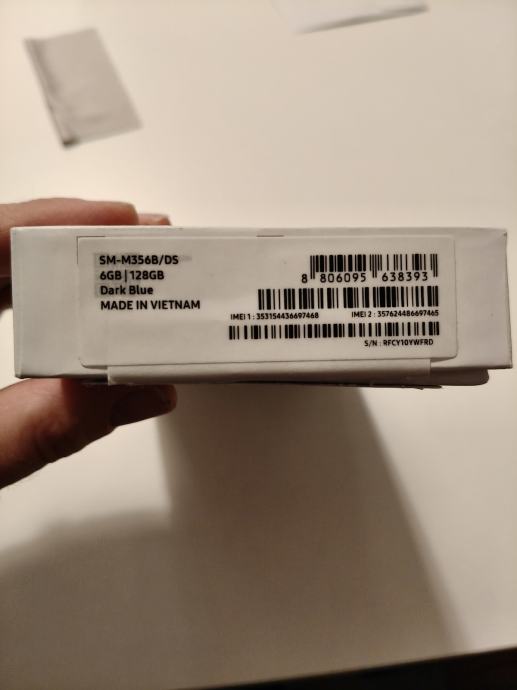 SM-M356B/DS
6GB | 128GB
Dark Blue
MADE IN VIETNAM
8 806095 638393
IMEI 1 : 353154436697468 IMEI 2 : 357624486697465
S/N : RFCY10YWFRD